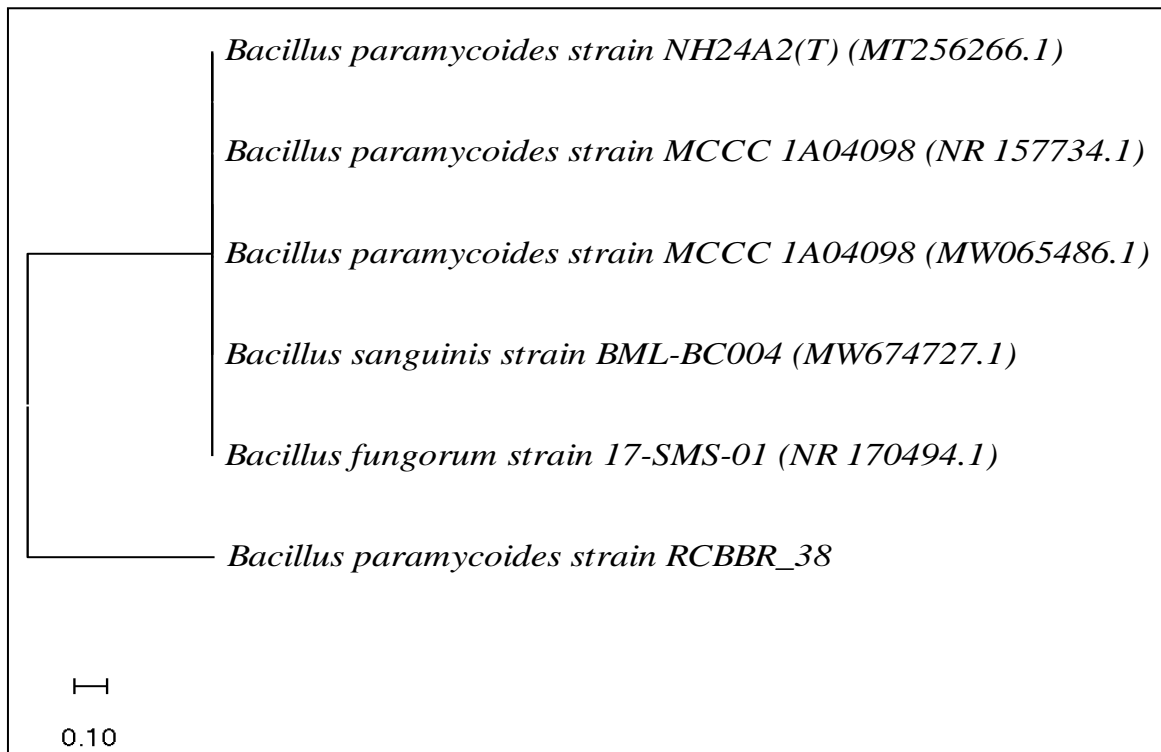 Bacillus paramycoides strain NH24A2(T) (MT256266.1)
Bacillus paramycoides strain MCCC 1A04098 (NR 157734.1)
Bacillus paramycoides strain MCCC 1A04098 (MW065486.1)
Bacillus sanguinis strain BML-BC004 (MW674727.1)
Bacillus fungorum strain 17-SMS-01 (NR 170494.1)
Bacillus paramycoides strain RCBBR_38
0.10